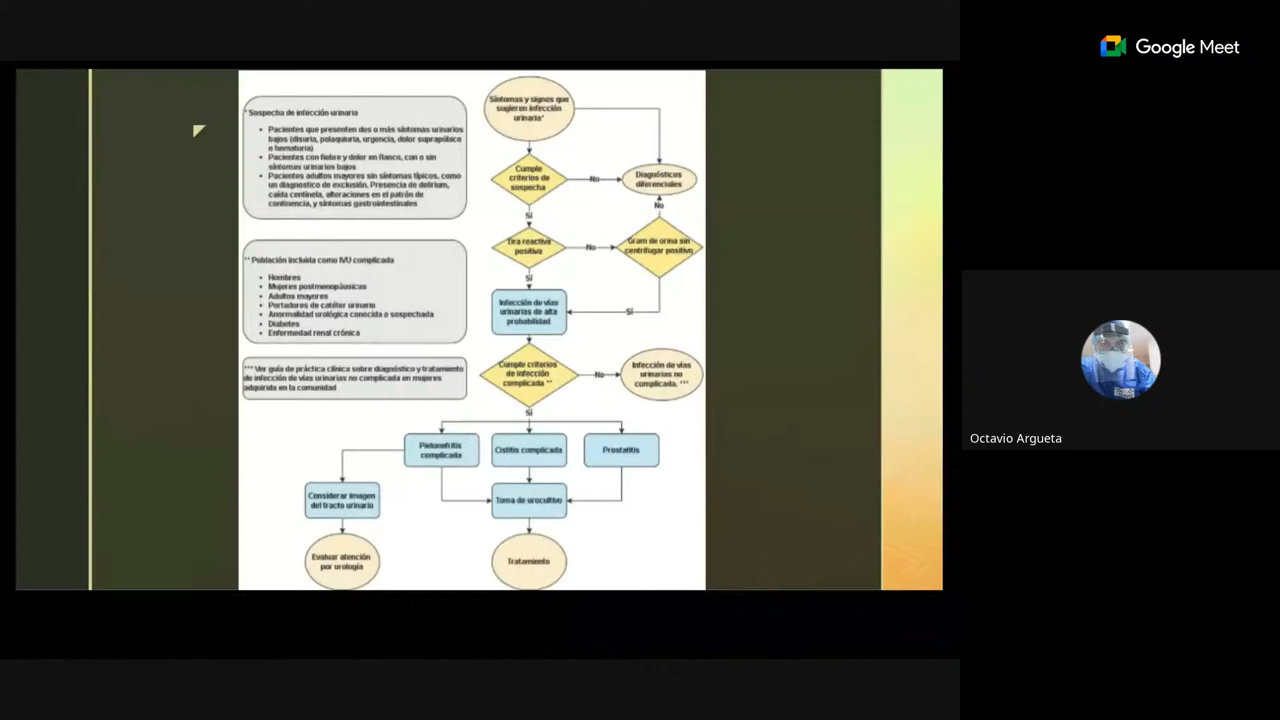 Google Meet
* Sospecha de infección urinaria
• Pacientes que presenten dos o más síntomas urinarios
bajos (disuria, polaquiuria, urgencia, dolor suprapúbico
o hematuria)
• Pacientes con fiebre y dolor en flanco, con o sin
síntomas urinarios bajos
• Pacientes adultos mayores sin síntomas típicos, como
un diagnostico de exclusión. Presencia de delirium,
caída centinela, alteraciones en el patrón de
continencia, y síntomas gastrointestinales
** Población incluida como IVU complicada
• Hombres
• Mujeres postmenopáusicas
• Adultos mayores
• Portadores de catéter urinario
• Anormalidad urológica conocida o sospechada
• Diabetes
• Enfermedad renal crónica
*** Ver guía de práctica clínica sobre diagnóstico y tratamiento
de infección de vías urinarias no complicada en mujeres
adquirida en la comunidad
Síntomas y signos que
sugieren infección
urinaria*
Cumple
criterios de
sospecha
No
Diagnósticos
diferenciales
Sí
No
Tira reactiva
positiva
No
Gram de orina sin
centrifugar positivo
Sí
Infección de vías
urinarias de alta
probabilidad
Sí
Cumple criterios
de infección
complicada **
No
Infección de vías
urinarias no
complicada. ***
Sí
Pielonefritis
complicada
Cistitis complicada
Prostatitis
Considerar imagen
del tracto urinario
Toma de urocultivo
Evaluar atención
por urología
Tratamiento
Octavio Argueta